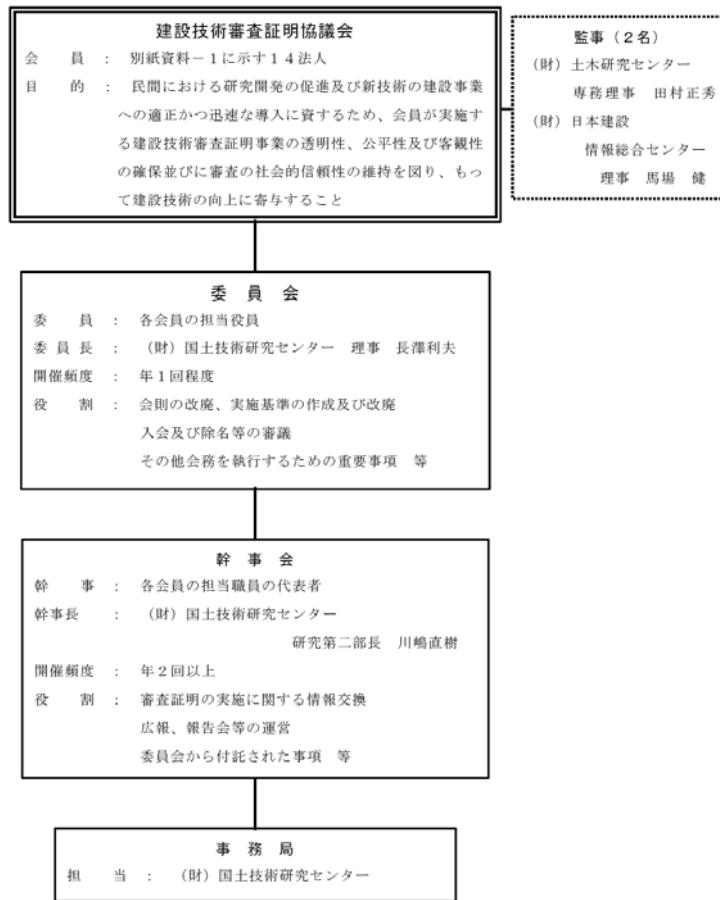 建設技術審査証明協議会
会　員 ： 別紙資料－１に示す１４法人
目　的 ： 民間における研究開発の促進及び新技術の建設事業
への適正かつ迅速な導入に資するため、会員が実施す
る建設技術審査証明事業の透明性、公平性及び客観性
の確保並びに審査の社会的信頼性の維持を図り、もっ
て建設技術の向上に寄与すること
監事（２名）
（財）土木研究センター
専務理事　田村正秀
（財）日本建設
情報総合センター
理事　馬場　健
委　員　会
委　員 ： 各会員の担当役員
委員長 ： （財）国土技術研究センター　理事　長澤利夫
開催頻度 ： 年１回程度
役　割 ： 会則の改廃、実施基準の作成及び改廃
入会及び除名等の審議
その他会務を執行するための重要事項　等
幹　事　会
幹　事 ： 各会員の担当職員の代表者
幹事長 ： （財）国土技術研究センター
研究第二部長　川嶋直樹
開催頻度 ： 年２回以上
役　割 ： 審査証明の実施に関する情報交換
広報、報告会等の運営
委員会から付託された事項　等
事　務　局
担　当 ： （財）国土技術研究センター